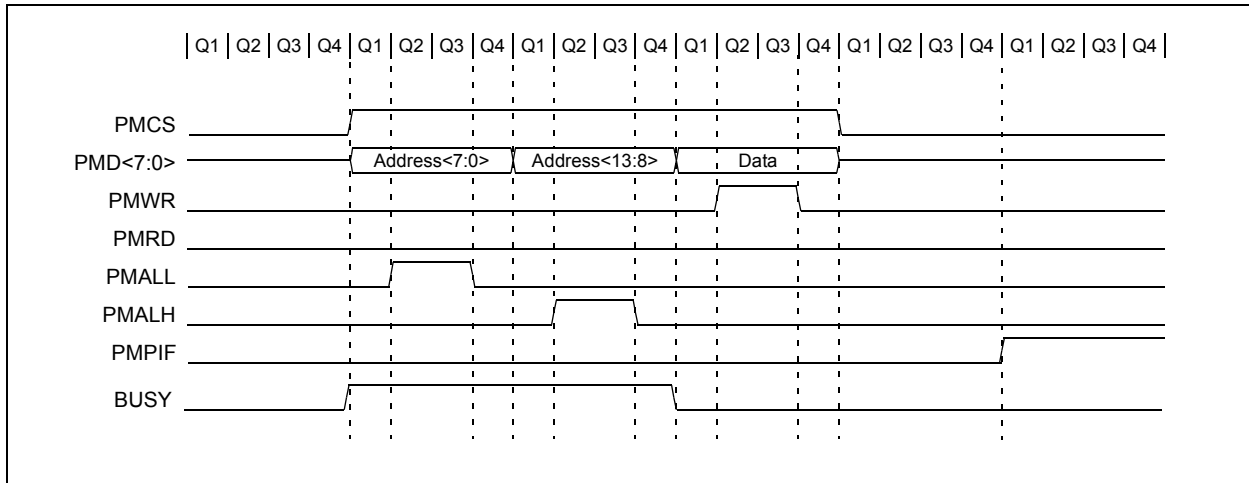 Q1 Q2 Q3 Q4 Q1 Q2 Q3 Q4 Q1 Q2 Q3 Q4 Q1 Q2 Q3 Q4 Q1 Q2 Q3 Q4 Q1 Q2 Q3 Q4
PMCS
PMD<7:0> Address<7:0> Address<13:8> Data
PMWR
PMRD
PMALL
PMALH
PMPIF
BUSY